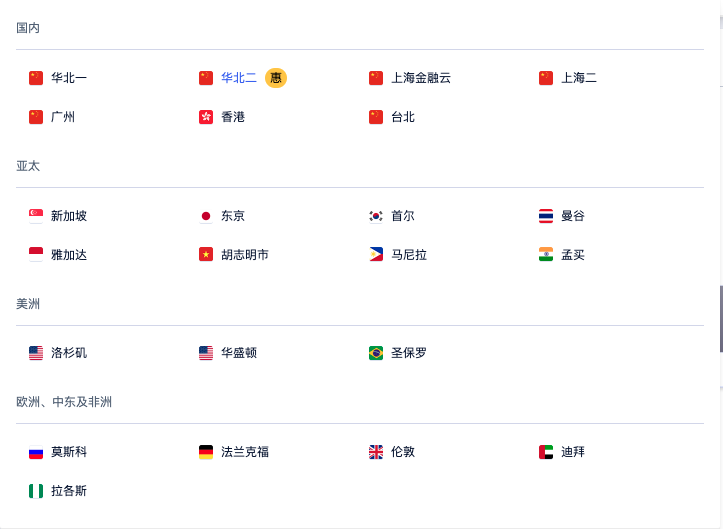 国内
华北一 华北二 惠 上海金融云 上海二
广州 香港 台北
亚太
新加坡 东京 首尔 曼谷
雅加达 胡志明市 马尼拉 孟买
美洲
洛杉矶 华盛顿 圣保罗
欧洲、中东及非洲
莫斯科 法兰克福 伦敦 迪拜
拉各斯